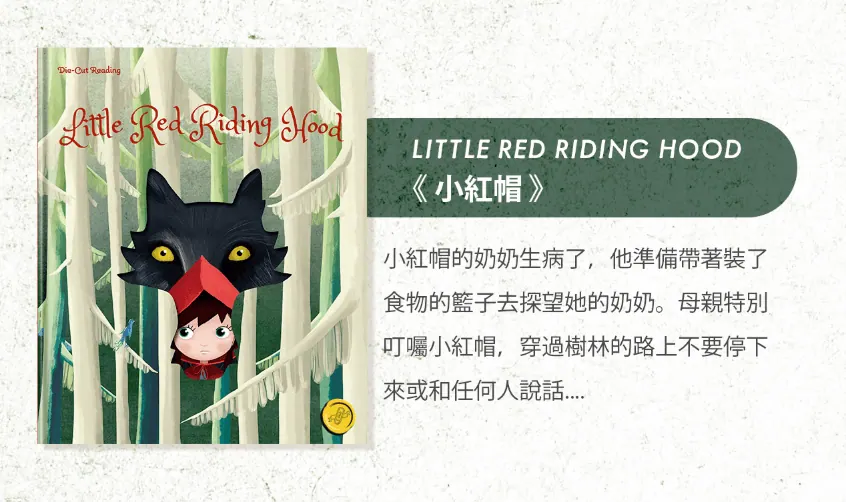 Die-Cut Reading
Little Red Riding Hood
LITTLE RED RIDING HOOD
《 小紅帽 》
小紅帽的奶奶生病了，他準備帶著裝了
食物的籃子去探望她的奶奶。母親特別
叮囑小紅帽，穿過樹林的路上不要停下
來或和任何人說話....